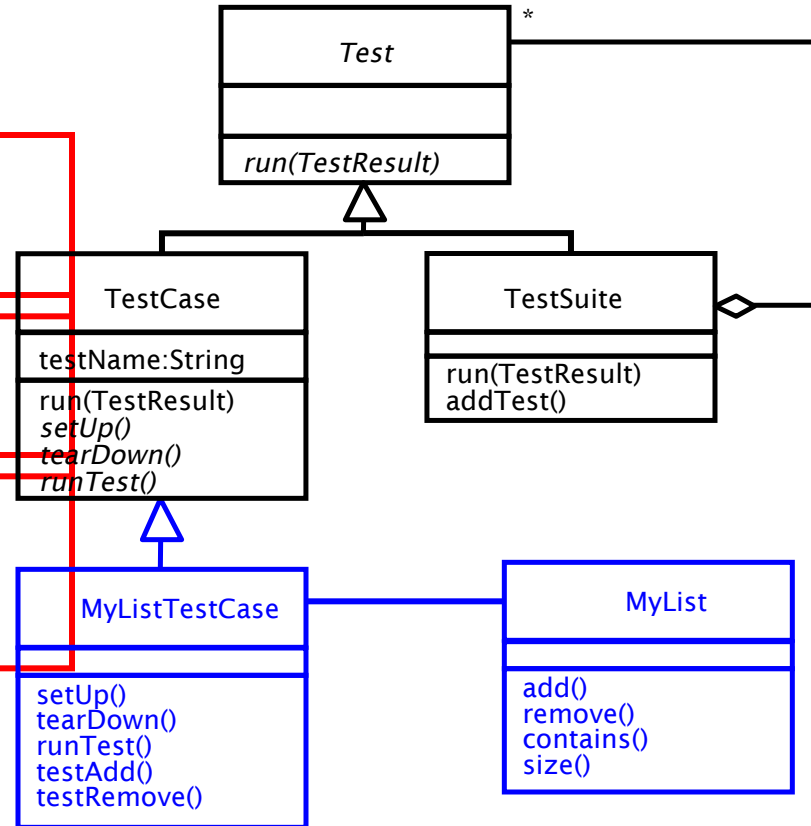 *
Test
run(TestResult)
TestCase
testName:String
run(TestResult)
setUp()
tearDown()
runTest()
TestSuite
run(TestResult)
addTest()
MyListTestCase
setUp()
tearDown()
runTest()
testAdd()
testRemove()
MyList
add()
remove()
contains()
size()